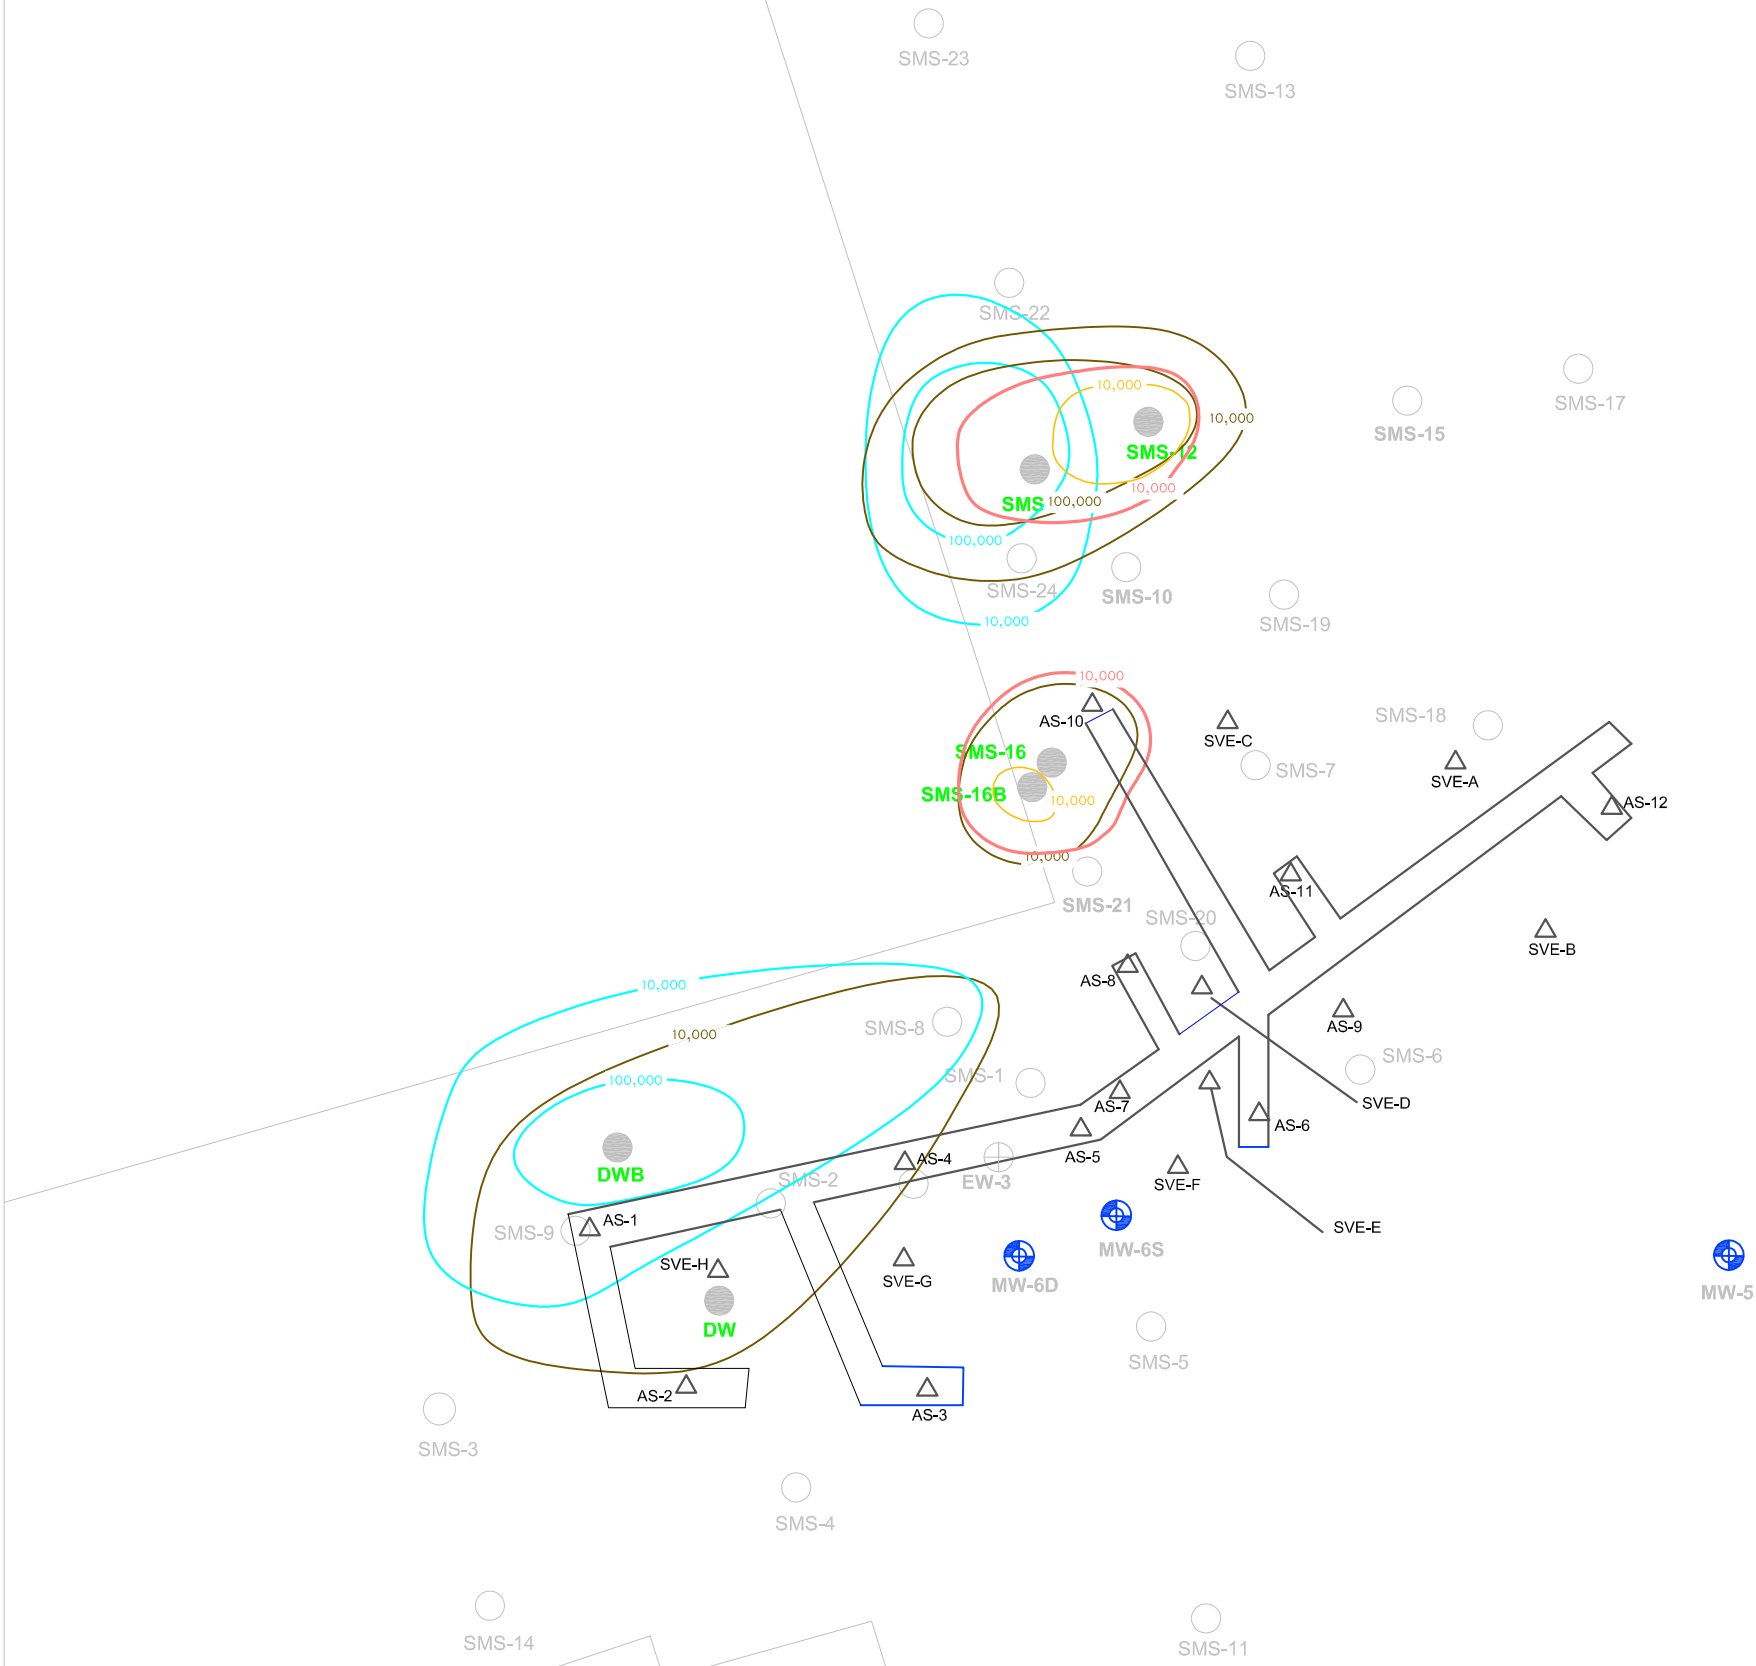 SMS-23
SMS-13
SMS-22
SMS-17
10,000
10,000
SMS-15
SMS-12
10,000
SMS
100,000
100,000
SMS-24
SMS-10
10,000
SMS-19
10,000
AS-10
SMS-18
SVE-C
SMS-16
SMS-7
SVE-A
SMS-16B
10,000
AS-12
10,000
AS-11
SMS-21
SMS-20
SVE-B
AS-8
10,000
AS-9
SMS-8
10,000
SMS-6
SMS-1
100,000
AS-7
SVE-D
AS-6
AS-5
AS-4
DWB
SMS-2
EW-3
SVE-F
AS-1
SMS-9
SVE-E
MW-6S
SVE-H
SVE-G
MW-6D
MW-5
DW
SMS-5
AS-2
AS-3
SMS-3
SMS-4
SMS-14
SMS-11